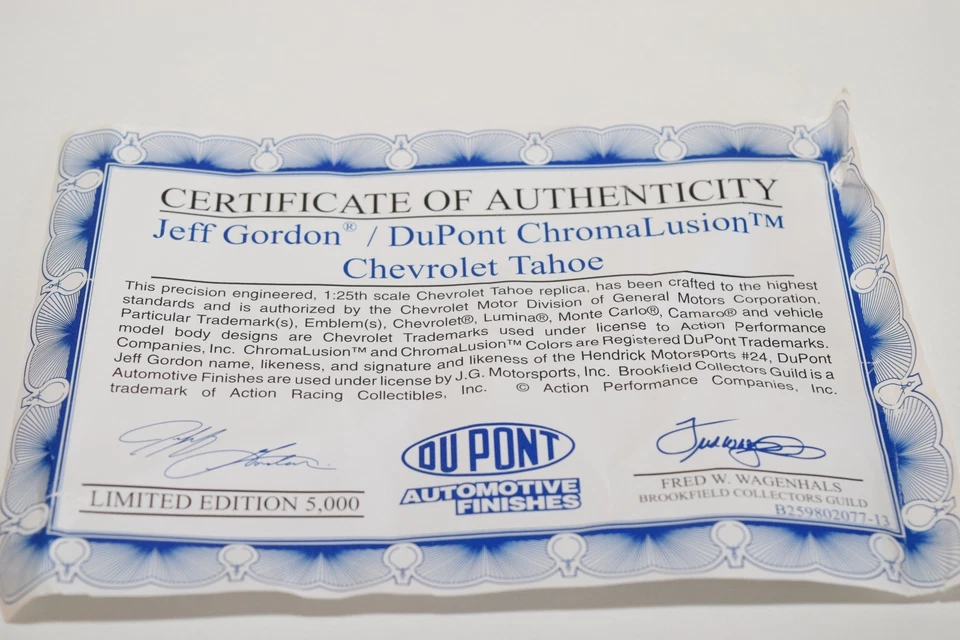 CERTIFICATE OF AUTHENTICITY
Jeff Gordon® / DuPont ChromaLusion™
Chevrolet Tahoe
This precision engineered, 1:25th scale Chevrolet Tahoe replica, has been crafted to the highest
standards and is authorized by the Chevrolet Motor Division of General Motors Corporation.
Particular Trademark(s), Emblem(s), Chevrolet®, Lumina®, Monte Carlo®, Camaro® and vehicle
model body designs are Chevrolet Trademarks used under license to Action Performance
Companies, Inc. ChromaLusion™ and ChromaLusion™ Colors are Registered DuPont Trademarks.
Jeff Gordon name, likeness, and signature and likeness of the Hendrick Motorsports #24, DuPont
Automotive Finishes are used under license by J.G. Motorsports, Inc. Brookfield Collectors Guild is a
trademark of Action Racing Collectibles, Inc. © Action Performance Companies, Inc.
Jeff Gordon
DU PONT
AUTOMOTIVE
FINISHES
Fred Wagenhals
LIMITED EDITION 5,000
FRED W. WAGENHALS
BROOKFIELD COLLECTORS GUILD
B259802077-13